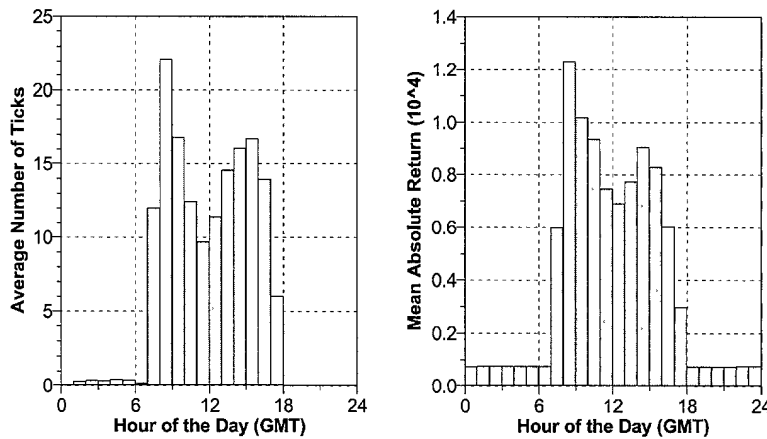 25
20
15
10
5
0
Average Number of Ticks
0 6 12 18 24
Hour of the Day (GMT)
1.4
1.2
1.0
0.8
0.6
0.4
0.2
0.0
Mean Absolute Return (10^4)
0 6 12 18 24
Hour of the Day (GMT)